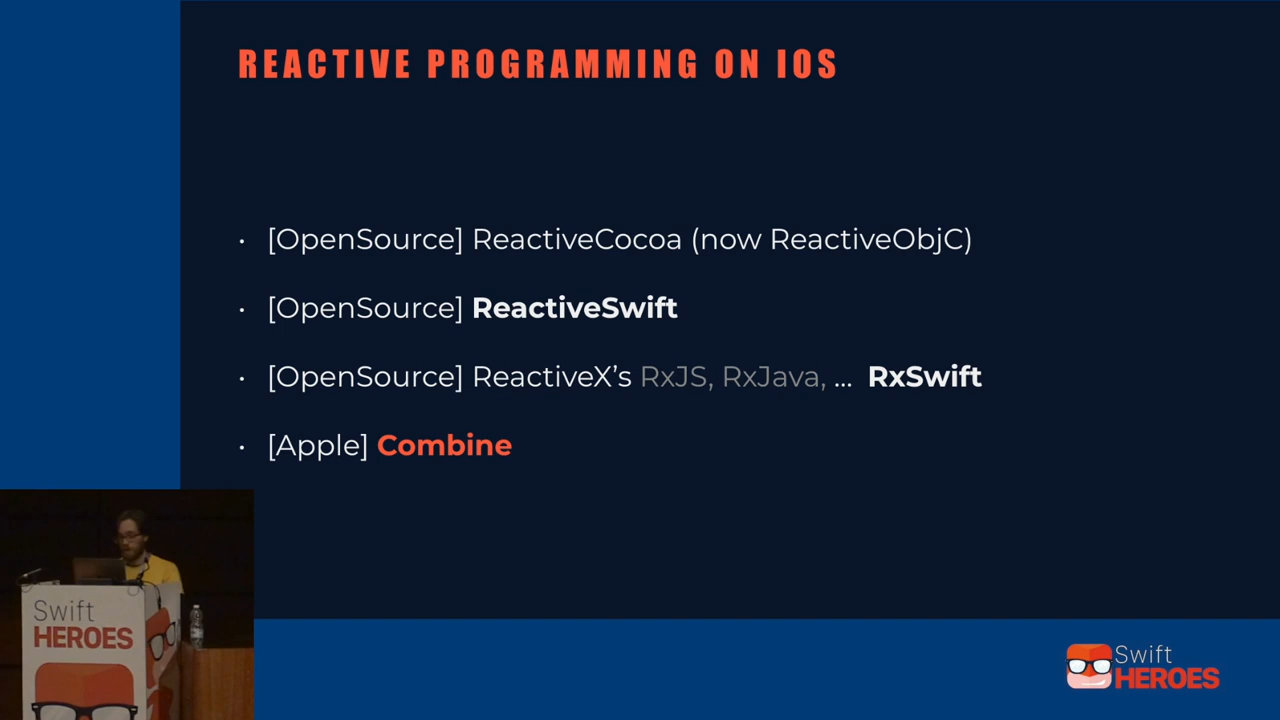 REACTIVE PROGRAMMING ON IOS
• [OpenSource] ReactiveCocoa (now ReactiveObjC)
• [OpenSource] ReactiveSwift
• [OpenSource] ReactiveX’s RxJS, RxJava, ... RxSwift
• [Apple] Combine
Swift
HEROES
Swift
HEROES